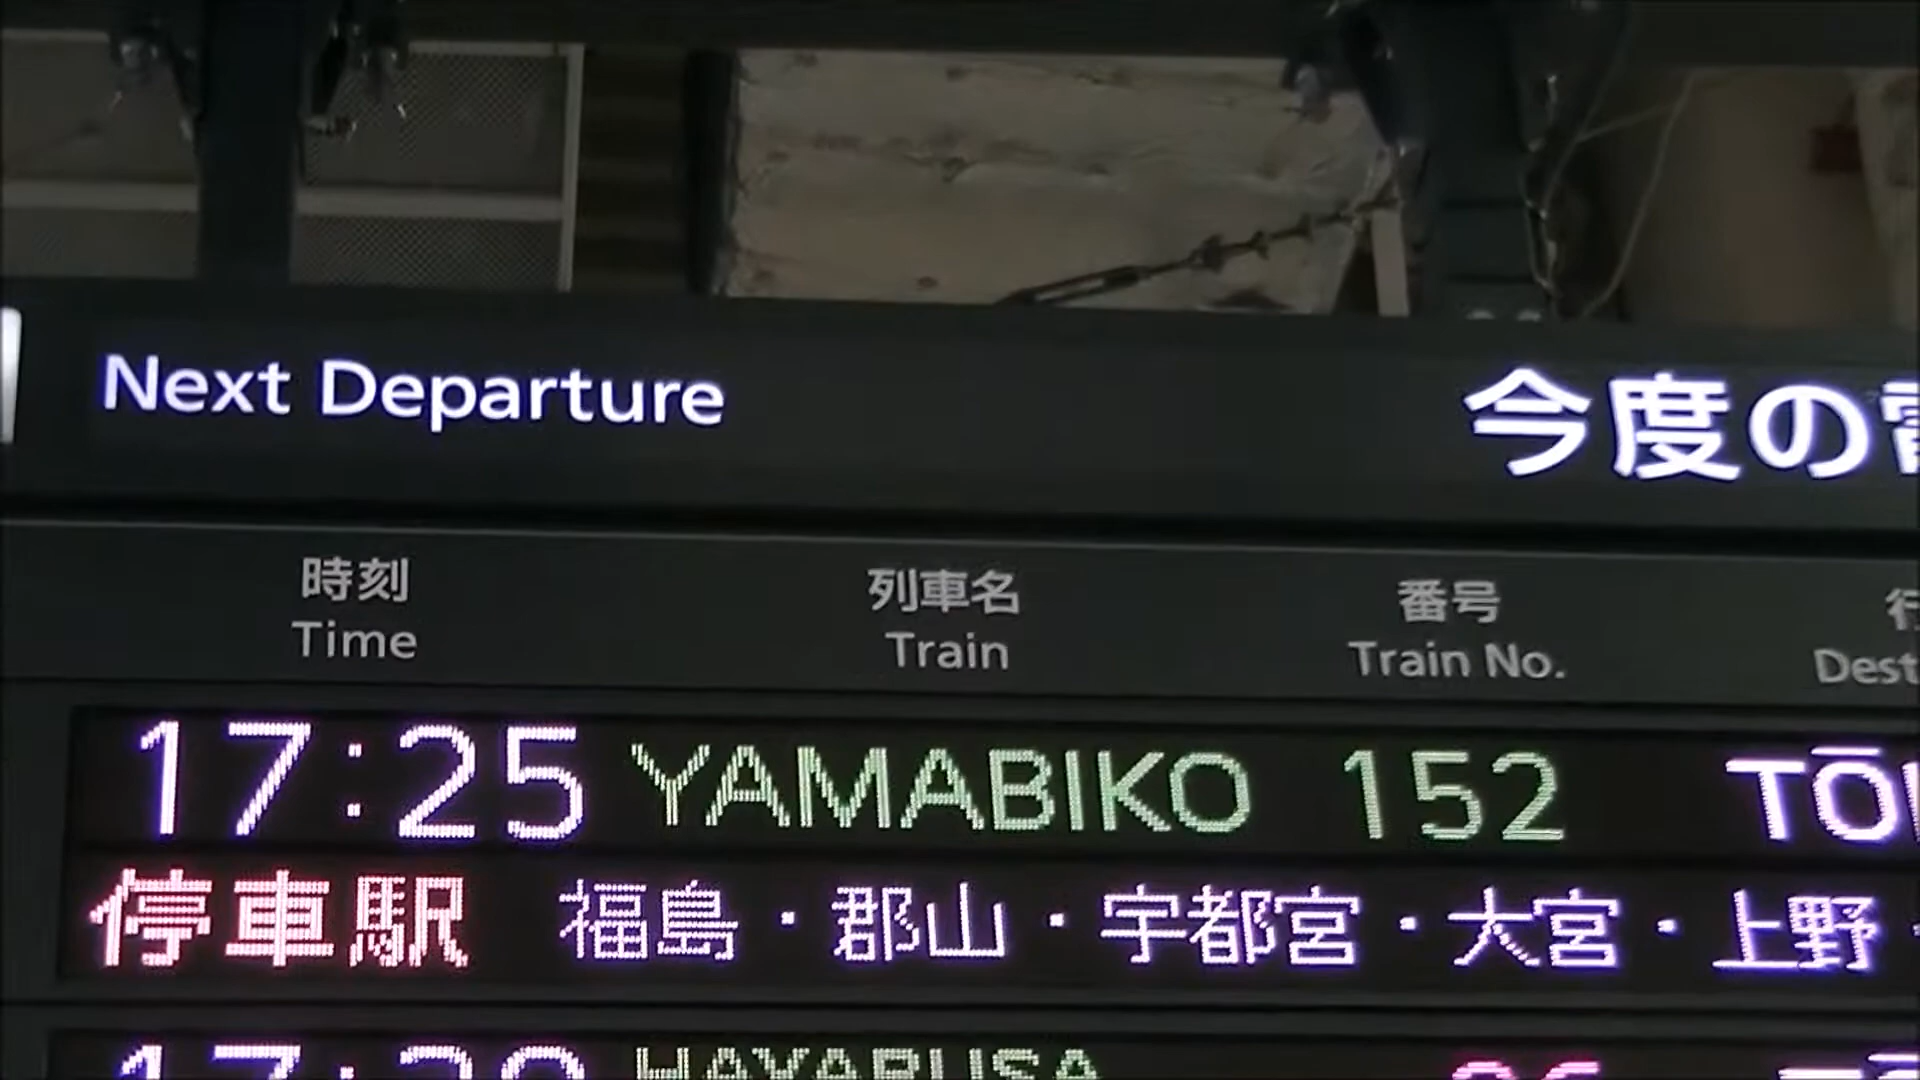 Next Departure 今度の
時刻 列車名 番号
Time Train Train No.
17:25 YAMABIKO 152
停車駅 福島・郡山・宇都宮・大宮・上野・
HAYABUSA